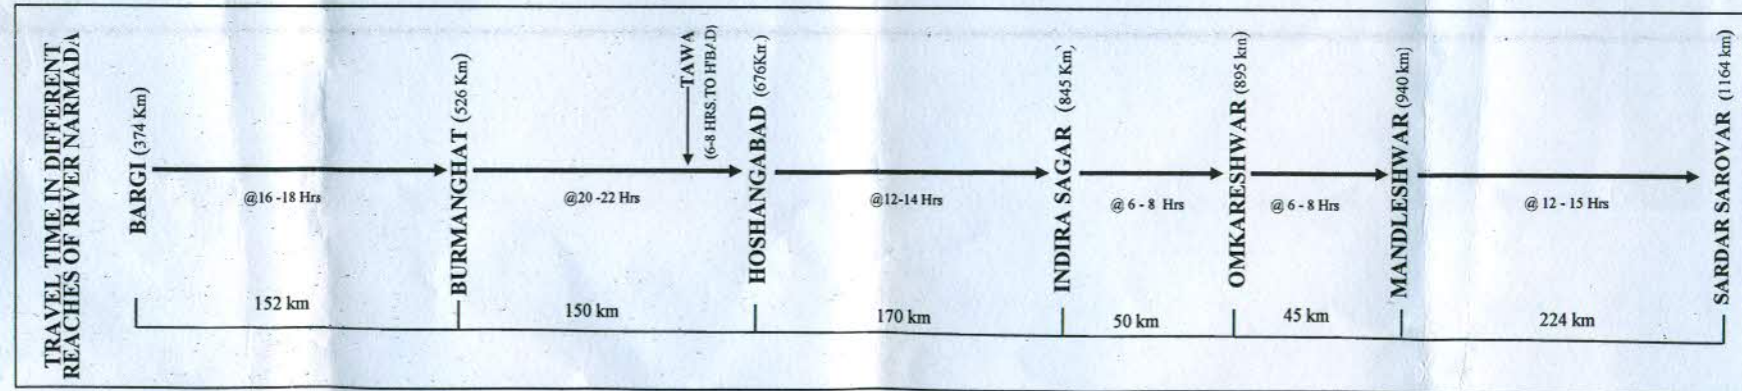 TRAVEL TIME IN DIFFERENT
REACHES OF RIVER NARMADA
BARGI (374 Km)
@16 -18 Hrs
152 km
BURMANGHAT (526 Km)
@20 -22 Hrs
150 km
TAWA
(6-8 HRS. TO H'BAD)
HOSHANGABAD (676Km)
@12-14 Hrs
170 km
INDIRA SAGAR (845 Km)
@ 6 - 8 Hrs
50 km
OMKARESHWAR (895 km)
@ 6 - 8 Hrs
45 km
MANDLESHWAR (940 km)
@ 12 - 15 Hrs
224 km
SARDAR SAROVAR (1164 km)